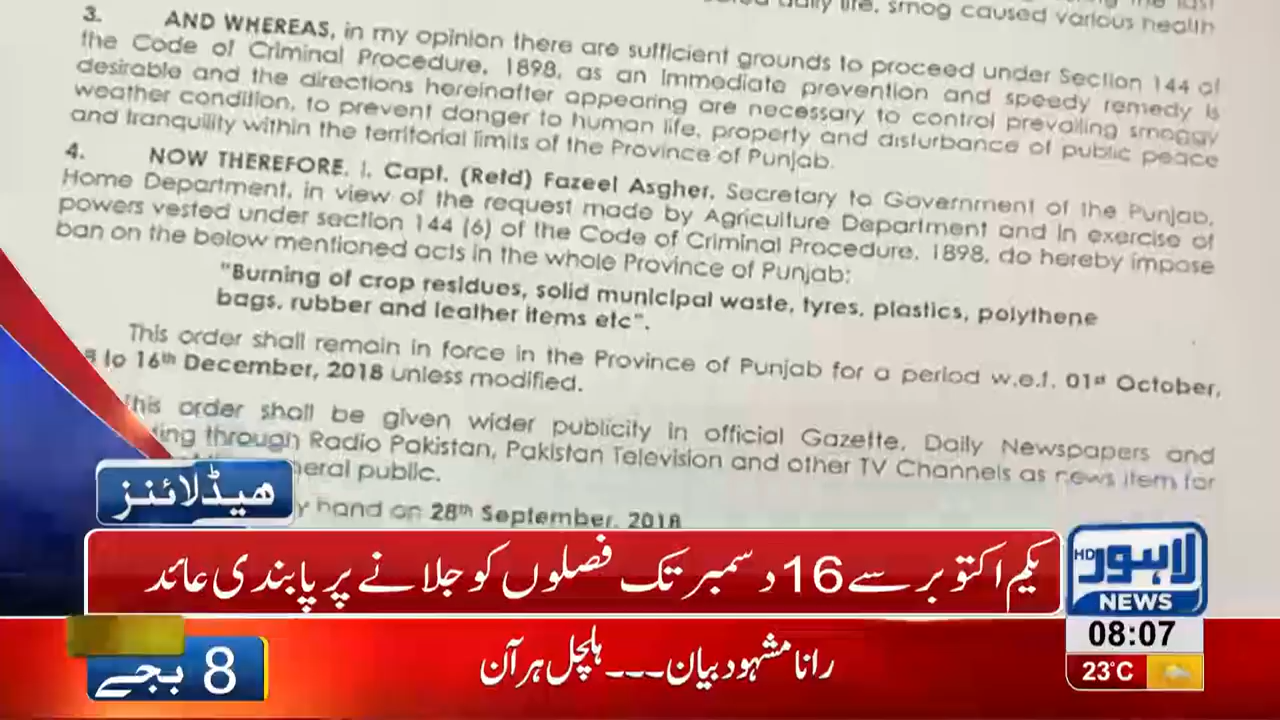 daily life, smog caused various health
3. AND WHEREAS, in my opinion there are sufficient grounds to proceed under Section 144 of
the Code of Criminal Procedure, 1898, as an immediate prevention and speedy remedy is
desirable and the directions hereinafter appearing are necessary to control prevailing smoggy
weather condition, to prevent danger to human life, property and disturbance of public peace
and tranquility within the territorial limits of the Province of Punjab.
4. NOW THEREFORE, I, Capt. (Retd) Fazeel Asgher, Secretary to Government of the Punjab,
Home Department, in view of the request made by Agriculture Department and in exercise of
powers vested under section 144 (6) of the Code of Criminal Procedure, 1898, do hereby impose
ban on the below mentioned acts in the whole Province of Punjab:
"Burning of crop residues, solid municipal waste, tyres, plastics, polythene
bags, rubber and leather items etc".
This order shall remain in force in the Province of Punjab for a period w.e.f. 01st October,
to 16th December, 2018 unless modified.
This order shall be given wider publicity in official Gazette, Daily Newspapers and
through Radio Pakistan, Pakistan Television and other TV Channels as news item for
public.
hand on 28th September, 2018
ھیڈلائنز
یکم اکتوبر سے 16 دسمبر تک فصلوں کو جلانے پر پابندی عائد
لاہور HD
NEWS
08:07
23°C
رانا مشہود بیان ۔۔۔ ہلچل ہر آن
8 بجے